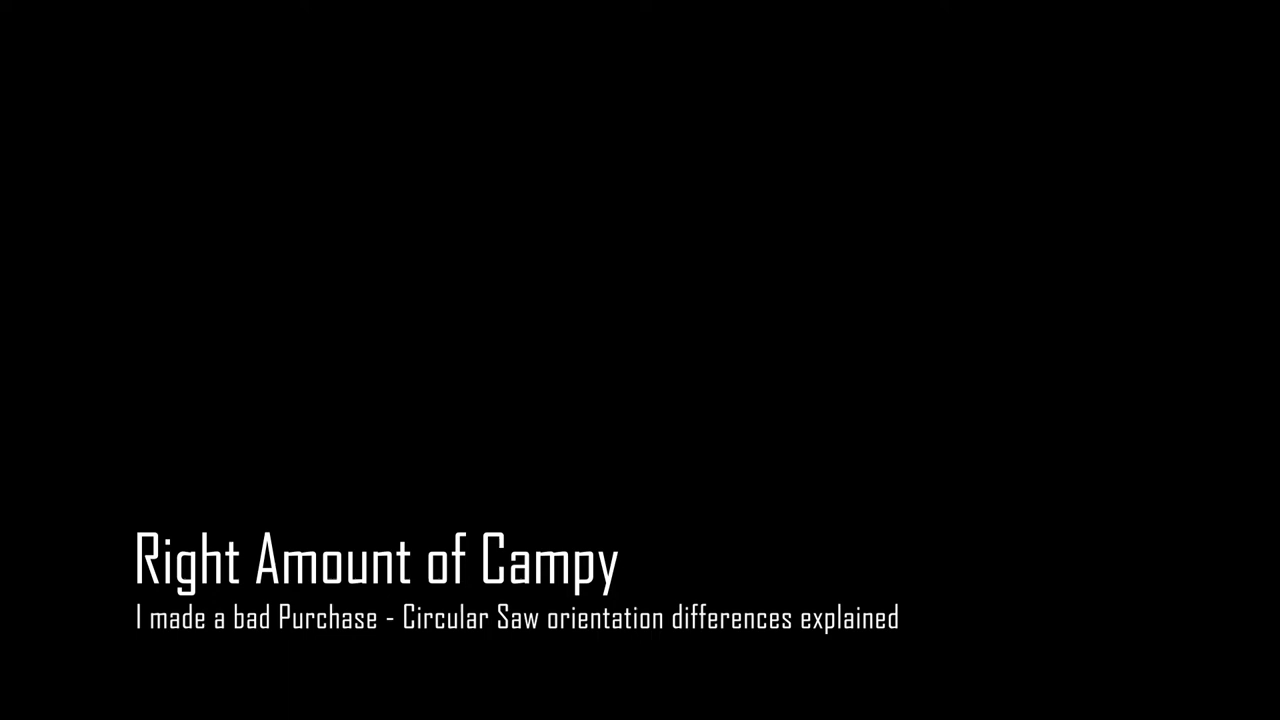 Right Amount of Campy
I made a bad Purchase - Circular Saw orientation differences explained